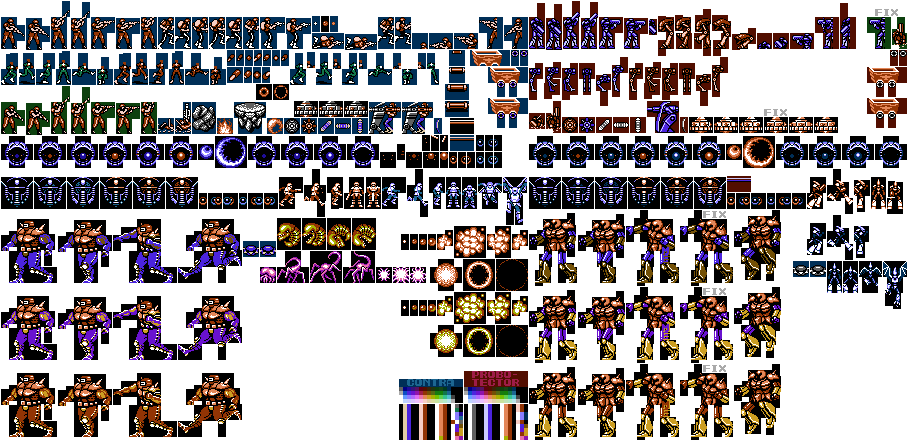 FIX
FIX
FIX
FIX
FIX
CONTRA
PROBO-
TECTOR